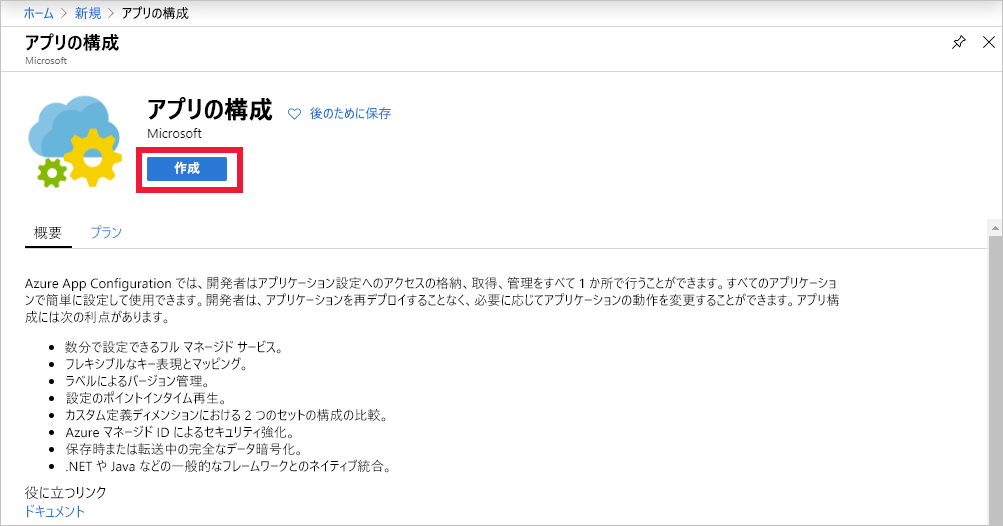 ホーム > 新規 > アプリの構成
アプリの構成
Microsoft
アプリの構成 ♡ 後のために保存
Microsoft
作成
概要 プラン
Azure App Configuration では、開発者はアプリケーション設定へのアクセスの格納、取得、管理をすべて 1 か所で行うことができます。すべてのアプリケーショ
ンで簡単に設定して使用できます。開発者は、アプリケーションを再デプロイすることなく、必要に応じてアプリケーションの動作を変更することができます。アプリ構
成には次の利点があります。
• 数分で設定できるフル マネージド サービス。
• フレキシブルなキー表現とマッピング。
• ラベルによるバージョン管理。
• 設定のポイントインタイム再生。
• カスタム定義ディメンションにおける 2 つのセットの構成の比較。
• Azure マネージド ID によるセキュリティ強化。
• 保存時または転送中の完全なデータ暗号化。
• .NET や Java などの一般的なフレームワークとのネイティブ統合。
役に立つリンク
ドキュメント